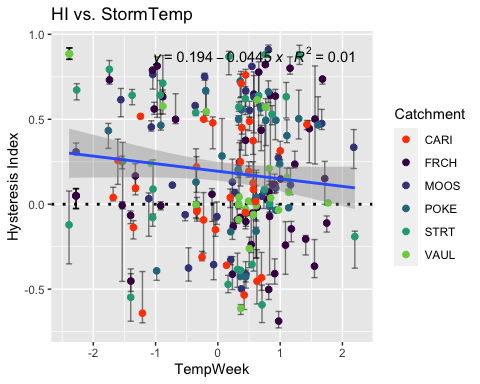 HI vs. StormTemp
y = 0.194 − 0.0445 x R² = 0.01
1.0
0.5
0.0
-0.5
Hysteresis Index
-2 -1 0 1 2
TempWeek
Catchment
CARI
FRCH
MOOS
POKE
STRT
VAUL